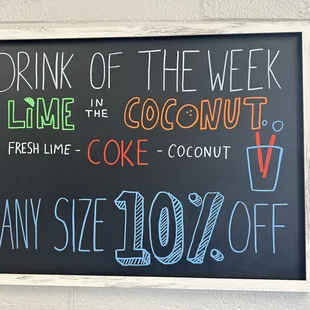 DRINK OF THE WEEK
LIME IN THE COCONUT
FRESH LIME - COKE - COCONUT
ANY SIZE 10% OFF